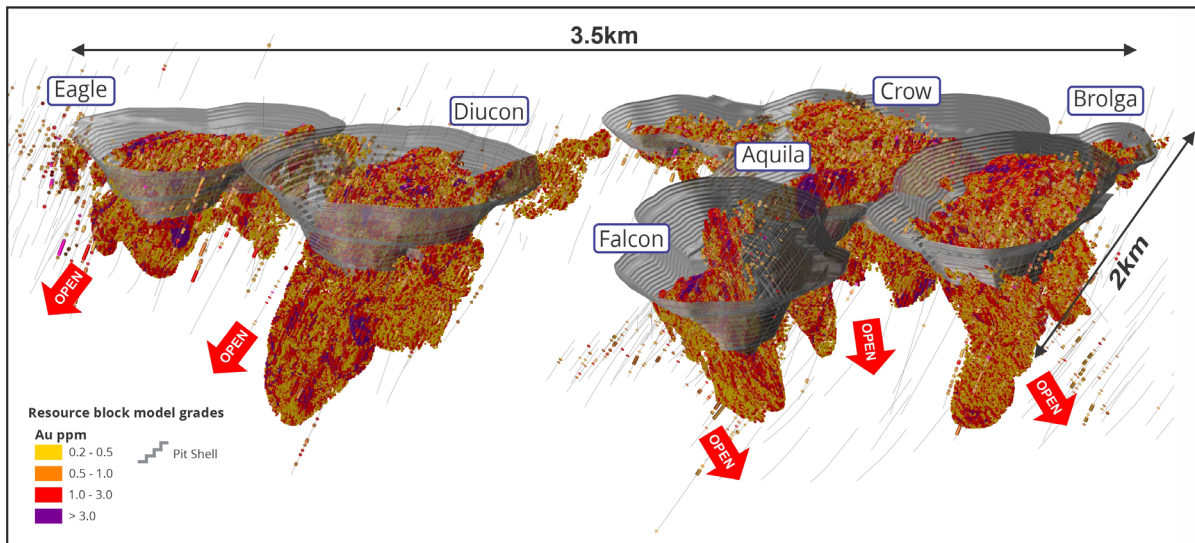 3.5km
Eagle
Diucon
Crow
Brolga
Aquila
Falcon
2km
OPEN
OPEN
OPEN
OPEN
OPEN
Resource block model grades
Au ppm
0.2 - 0.5
0.5 - 1.0
1.0 - 3.0
> 3.0
Pit Shell